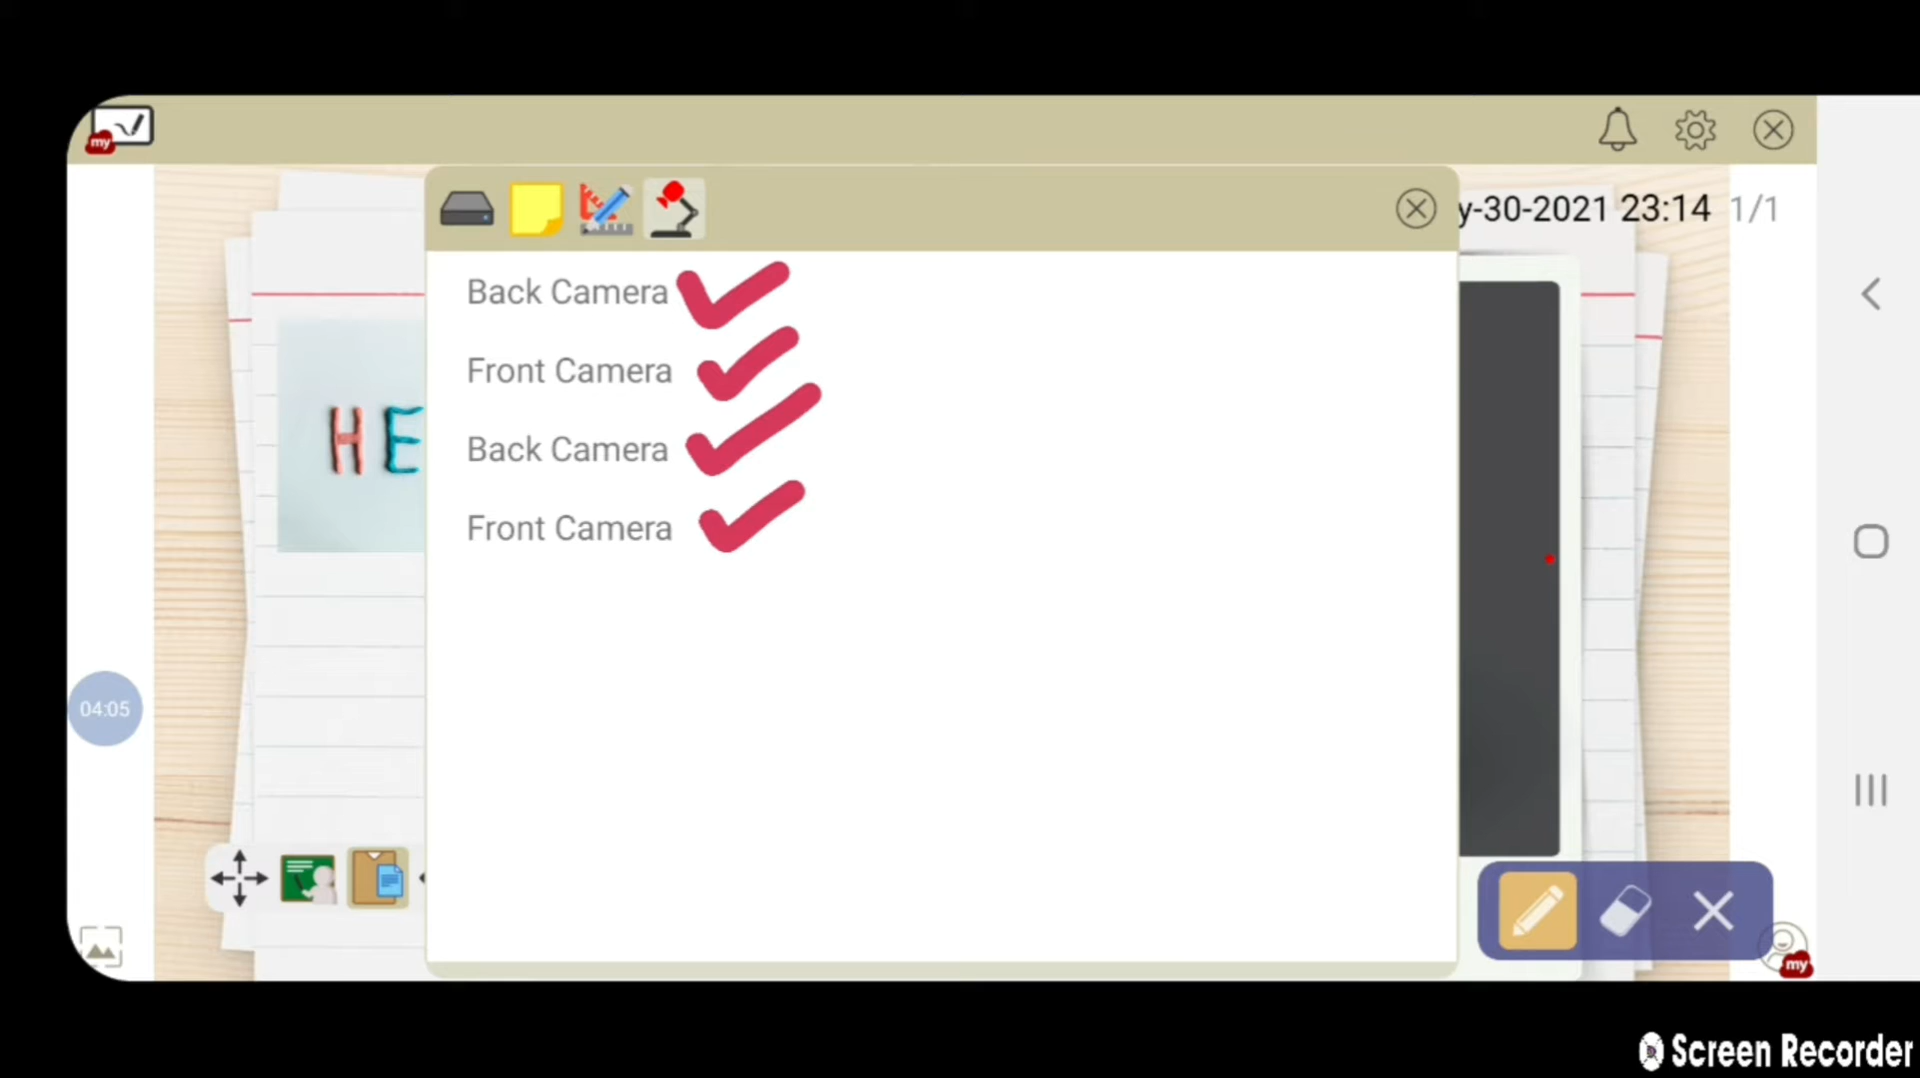 my
y-30-2021 23:14 1/1
Back Camera
Front Camera
Back Camera
Front Camera
HE
04:05
my
Screen Recorder